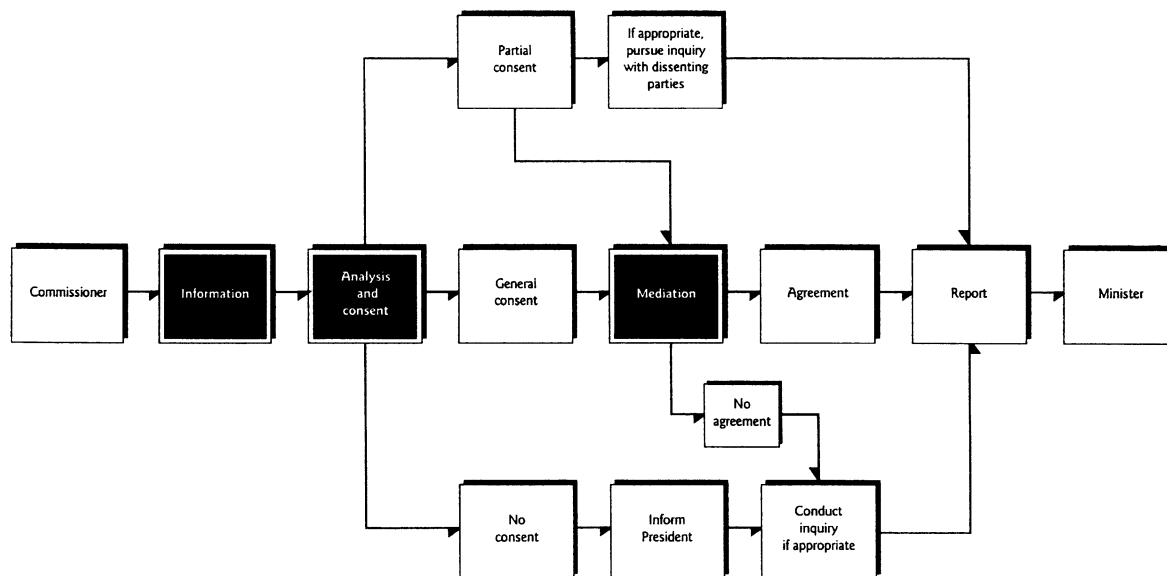 Partial
consent
If appropriate,
pursue inquiry
with dissenting
parties
Commissioner
Information
Analysis
and
consent
General
consent
Mediation
Agreement
Report
Minister
No
agreement
No
consent
Inform
President
Conduct
inquiry
if appropriate